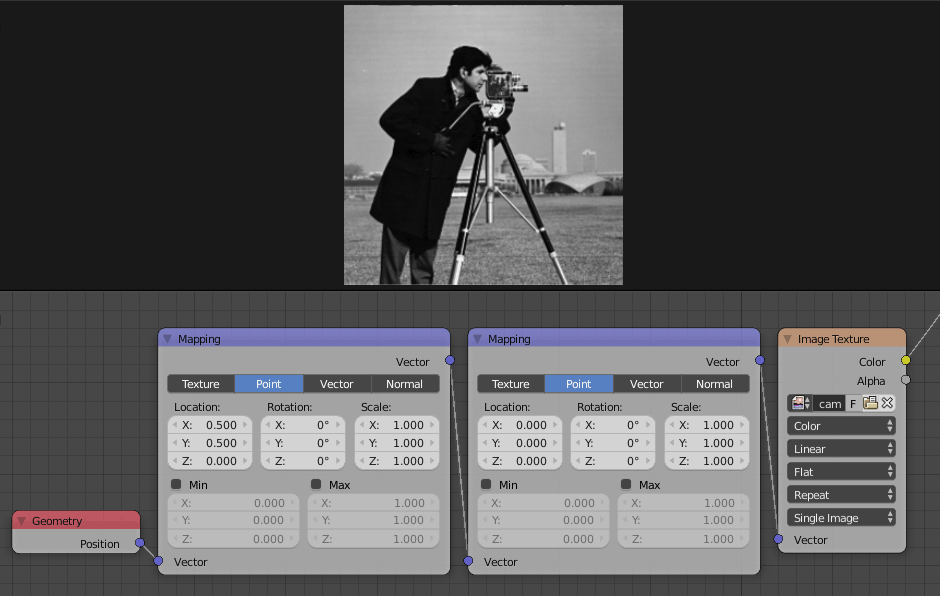 Mapping
Vector
Texture Point Vector Normal
Location: Rotation: Scale:
X: 0.500 X: 0° X: 1.000
Y: 0.500 Y: 0° Y: 1.000
Z: 0.000 Z: 0° Z: 1.000
Min Max
X: 0.000 X: 1.000
Y: 0.000 Y: 1.000
Z: 0.000 Z: 1.000
Vector
Geometry
Position
Mapping
Vector
Texture Point Vector Normal
Location: Rotation: Scale:
X: 0.000 X: 0° X: 1.000
Y: 0.000 Y: 0° Y: 1.000
Z: 0.000 Z: 0° Z: 1.000
Min Max
X: 0.000 X: 1.000
Y: 0.000 Y: 1.000
Z: 0.000 Z: 1.000
Vector
Image Texture
Color
Alpha
cam F
Color
Linear
Flat
Repeat
Single Image
Vector